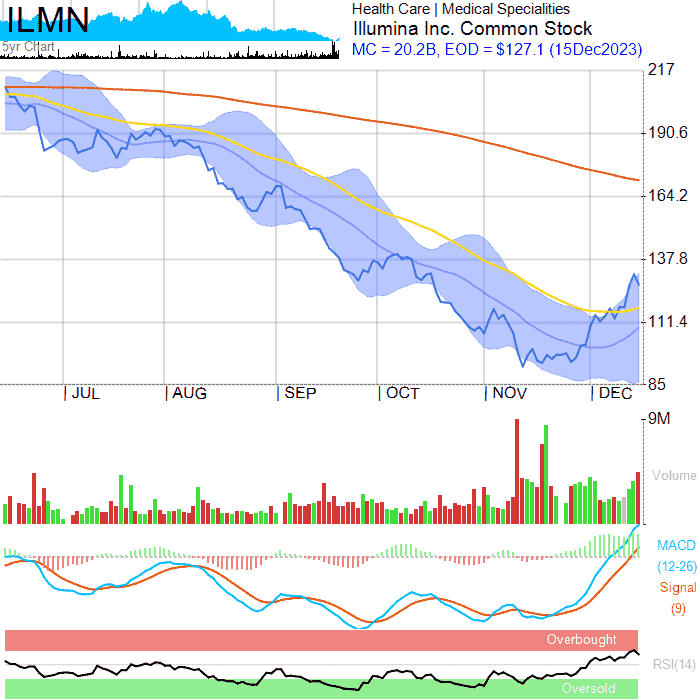 ILMN
5yr Chart
Health Care | Medical Specialities
Illumina Inc. Common Stock
MC = 20.2B, EOD = $127.1 (15Dec2023)
217
190.6
164.2
137.8
111.4
85
JUL AUG SEP OCT NOV DEC
9M
Volume
MACD
(12-26)
Signal
(9)
Overbought
RSI(14)
Oversold